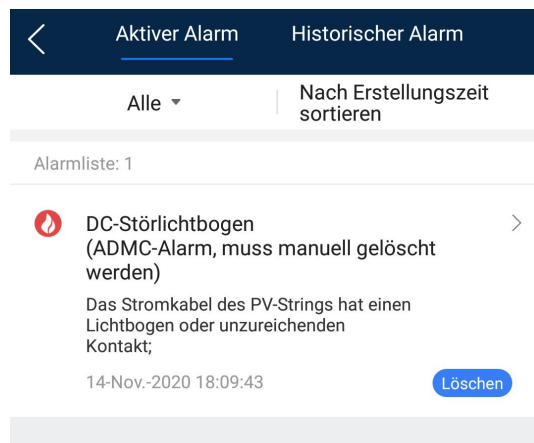 Aktiver Alarm Historischer Alarm
Alle
Nach Erstellungszeit
sortieren
Alarmliste: 1
DC-Störlichtbogen
(ADMC-Alarm, muss manuell gelöscht
werden)
Das Stromkabel des PV-Strings hat einen
Lichtbogen oder unzureichenden
Kontakt;
14-Nov.-2020 18:09:43 Löschen